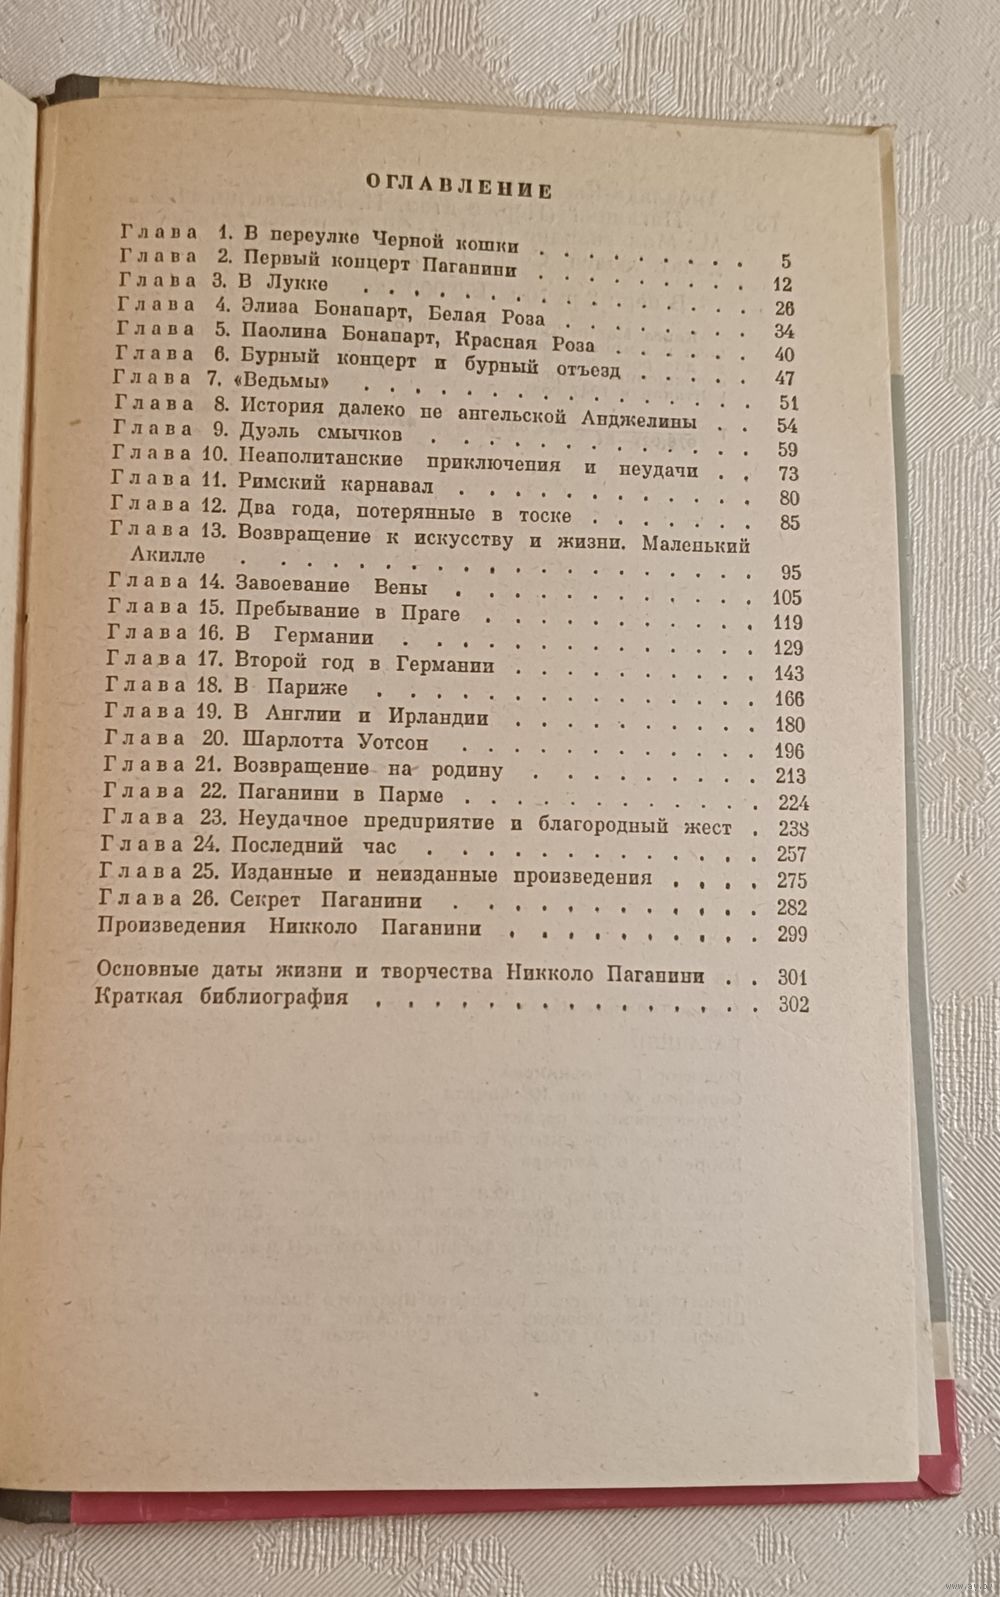 ОГЛАВЛЕНИЕ
Глава 1. В переулке Черной кошки . . . . . . . . 5
Глава 2. Первый концерт Паганини . . . . . . . . 12
Глава 3. В Лукке . . . . . . . . . . . . . . . 26
Глава 4. Элиза Бонапарт, Белая Роза . . . . . . . 34
Глава 5. Паолина Бонапарт, Красная Роза . . . . . . 40
Глава 6. Бурный концерт и бурный отъезд . . . . . 47
Глава 7. «Ведьмы» . . . . . . . . . . . . . . . 51
Глава 8. История далеко не ангельской Анджелины . . 54
Глава 9. Дуэль смычков . . . . . . . . . . . . 59
Глава 10. Неаполитанские приключения и неудачи . . 73
Глава 11. Римский карнавал . . . . . . . . . . . 80
Глава 12. Два года, потерянные в тоске . . . . . . . 85
Глава 13. Возвращение к искусству и жизни. Маленький
Акилле . . . . . . . . . . . . . . . . . . . . 95
Глава 14. Завоевание Вены . . . . . . . . . . . . 105
Глава 15. Пребывание в Праге . . . . . . . . . . . 119
Глава 16. В Германии . . . . . . . . . . . . . . 129
Глава 17. Второй год в Германии . . . . . . . . . . 143
Глава 18. В Париже . . . . . . . . . . . . . . . 166
Глава 19. В Англии и Ирландии . . . . . . . . . . 180
Глава 20. Шарлотта Уотсон . . . . . . . . . . . . 196
Глава 21. Возвращение на родину . . . . . . . . . 213
Глава 22. Паганини в Парме . . . . . . . . . . . . 224
Глава 23. Неудачное предприятие и благородный жест . 238
Глава 24. Последний час . . . . . . . . . . . . . 257
Глава 25. Изданные и неизданные произведения . . . . 275
Глава 26. Секрет Паганини . . . . . . . . . . . . 282
Произведения Никколо Паганини . . . . . . . . . . 299
Основные даты жизни и творчества Никколо Паганини . . 301
Краткая библиография . . . . . . . . . . . . . . . 302
www.ay.by